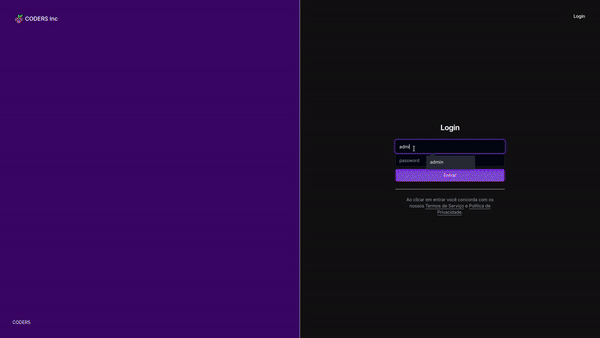 CODERS Inc
Login
Login
admi
password
admin
Entrar
Ao clicar em entrar você concorda com os
nossos Termos de Serviço e Política de
Privacidade.
CODERS